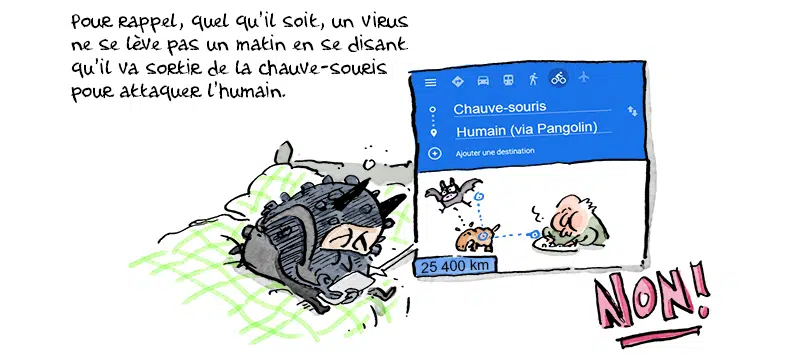 Pour rappel, quel qu'il soit, un virus
ne se lève pas un matin en se disant
qu'il va sortir de la chauve-souris
pour attaquer l'humain.
Chauve-souris
Humain (via Pangolin)
Ajouter une destination
25 400 km
NON!